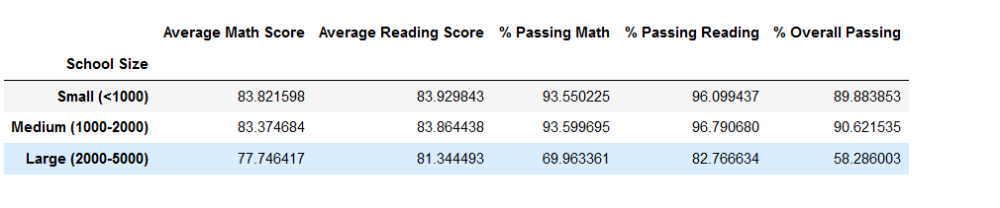 Average Math Score Average Reading Score % Passing Math % Passing Reading % Overall Passing
School Size
Small (<1000) 83.821598 83.929843 93.550225 96.099437 89.883853
Medium (1000-2000) 83.374684 83.864438 93.599695 96.790680 90.621535
Large (2000-5000) 77.746417 81.344493 69.963361 82.766634 58.286003